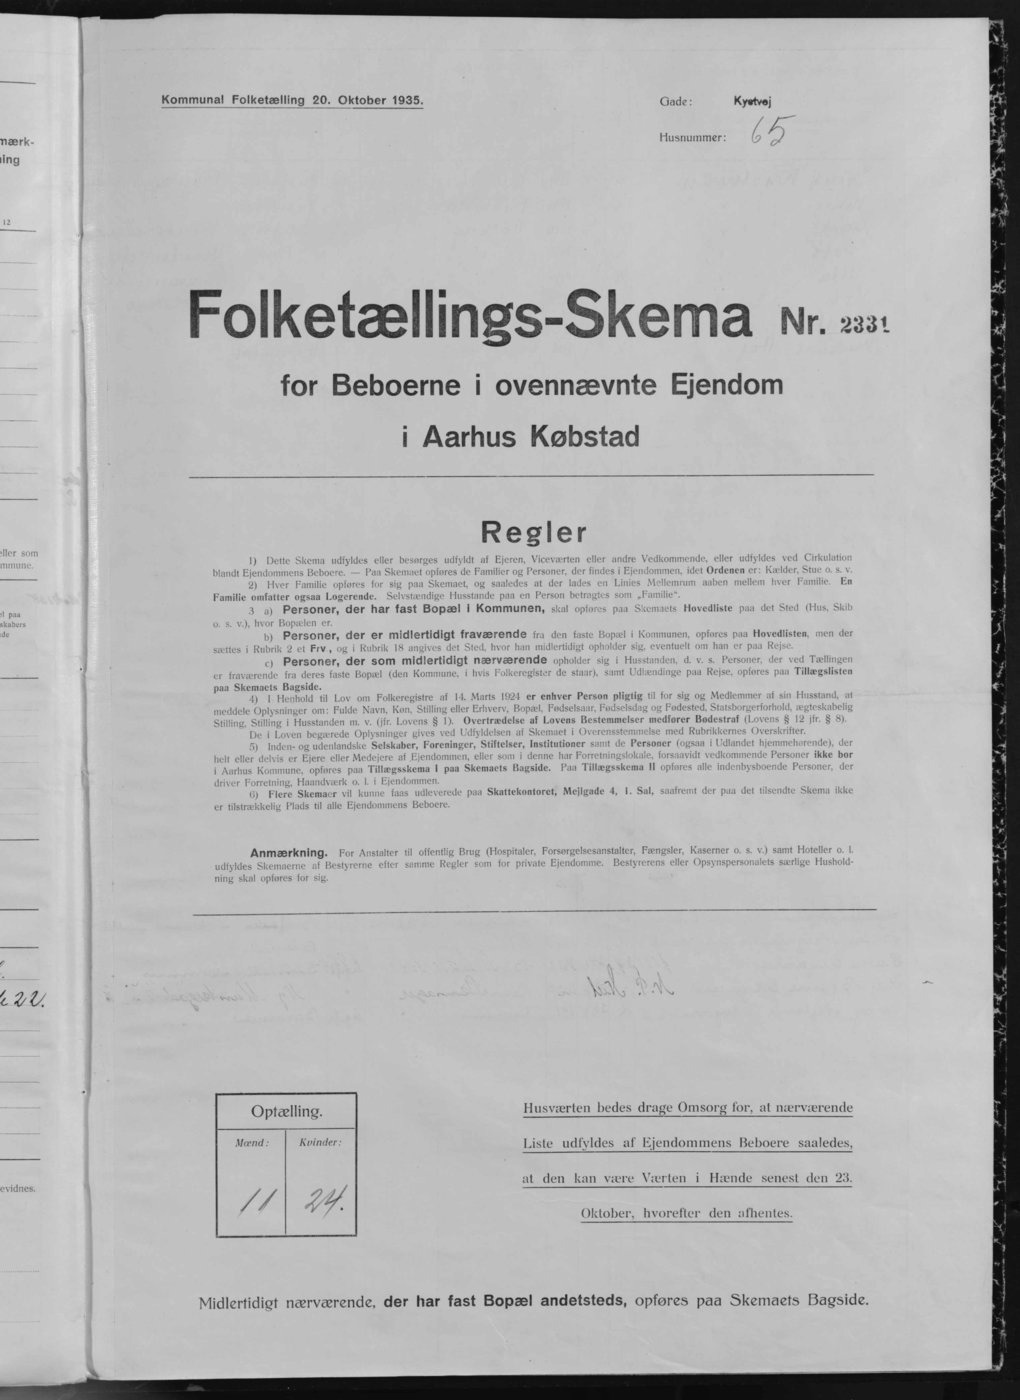 Kommunal Folketælling 20. Oktober 1935.
Gade: Kystvej
Husnummer: 65
mærk-
ning
12
Folketællings-Skema Nr. 2331
for Beboerne i ovennævnte Ejendom
i Aarhus Købstad
Regler
1) Dette Skema udfyldes eller besørges udfyldt af Ejeren, Viceværten eller andre Vedkommende, eller udfyldes ved Cirkulation
blandt Ejendommens Beboere. — Paa Skemaet opføres de Familier og Personer, der findes i Ejendommen, idet Ordenen er: Kælder, Stue o. s. v.
2) Hver Familie opføres for sig paa Skemaet, og saaledes at der lades en Linies Mellemrum aaben mellem hver Familie. En
Familie omfatter ogsaa Logerende. Selvstændige Husstande paa en Person betragtes som „Familie“.
3 a) Personer, der har fast Bopæl i Kommunen, skal opføres paa Skemaets Hovedliste paa det Sted (Hus, Skib
o. s. v.), hvor Bopælen er.
b) Personer, der er midlertidigt fraværende fra den faste Bopæl i Kommunen, opføres paa Hovedlisten, men der
sættes i Rubrik 2 et Frv, og i Rubrik 18 angives det Sted, hvor han midlertidigt opholder sig, eventuelt om han er paa Rejse.
c) Personer, der som midlertidigt nærværende opholder sig i Husstanden, d. v. s. Personer, der ved Tællingen
er fraværende fra deres faste Bopæl (den Kommune, i hvis Folkeregister de staar), samt Udlændinge paa Rejse, opføres paa Tillægslisten
paa Skemaets Bagside.
4) I Henhold til Lov om Folkeregistre af 14. Marts 1924 er enhver Person pligtig til for sig og Medlemmer af sin Husstand, at
meddele Oplysninger om: Fulde Navn, Køn, Stilling eller Erhverv, Bopæl, Fødselsaar, Fødselsdag og Fødested, Statsborgerforhold, ægteskabelig
Stilling, Stilling i Husstanden m. v. (jfr. Lovens § 1). Overtrædelse af Lovens Bestemmelser medfører Bødestraf (Lovens § 12 jfr. § 8).
De i Loven begærede Oplysninger gives ved Udfyldelsen af Skemaet i Overensstemmelse med Rubrikkernes Overskrifter.
5) Inden- og udenlandske Selskaber, Foreninger, Stiftelser, Institutioner samt de Personer (ogsaa i Udlandet hjemmehørende), der
helt eller delvis er Ejere eller Medejere af Ejendommen, eller som i denne har Forretningslokale, forsaavidt vedkommende Personer ikke bor
i Aarhus Kommune, opføres paa Tillægsskema I paa Skemaets Bagside. Paa Tillægsskema II opføres alle indenbysboende Personer, der
driver Forretning, Haandværk o. l. i Ejendommen.
6) Flere Skemaer vil kunne faas udleverede paa Skattekontoret, Mejlgade 4, 1. Sal, saafremt der paa det tilsendte Skema ikke
er tilstrækkelig Plads til alle Ejendommens Beboere.
Anmærkning. For Anstalter til offentlig Brug (Hospitaler, Forsørgelsesanstalter, Fængsler, Kaserner o. s. v.) samt Hoteller o. l.
udfyldes Skemaerne af Bestyrerne efter samme Regler som for private Ejendomme. Bestyrerens eller Opsynspersonalets særlige Hushold-
ning skal opføres for sig.
eller som
mmune.
el paa
skabers
22.
evidnes.
Optælling.
Mænd: Kvinder:
11 24.
Husværten bedes drage Omsorg for, at nærværende
Liste udfyldes af Ejendommens Beboere saaledes,
at den kan være Værten i Hænde senest den 23.
Oktober, hvorefter den afhentes.
Midlertidigt nærværende, der har fast Bopæl andetsteds, opføres paa Skemaets Bagside.